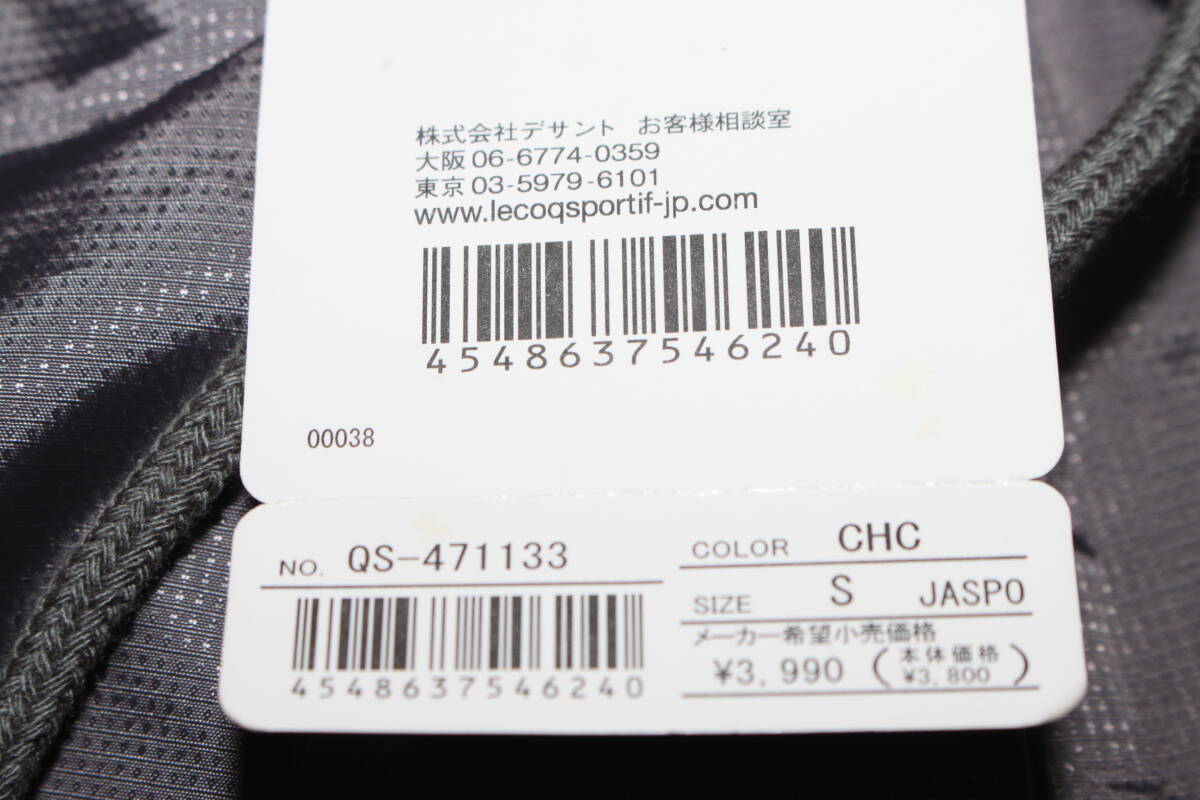 株式会社デサント お客様相談室
大阪 06-6774-0359
東京 03-5979-6101
www.lecoqsportif-jp.com
4548637546240
00038
NO. QS-471133
4548637546240
COLOR CHC
SIZE S JASPO
メーカー希望小売価格
¥3,990 (本体価格 ¥3,800)